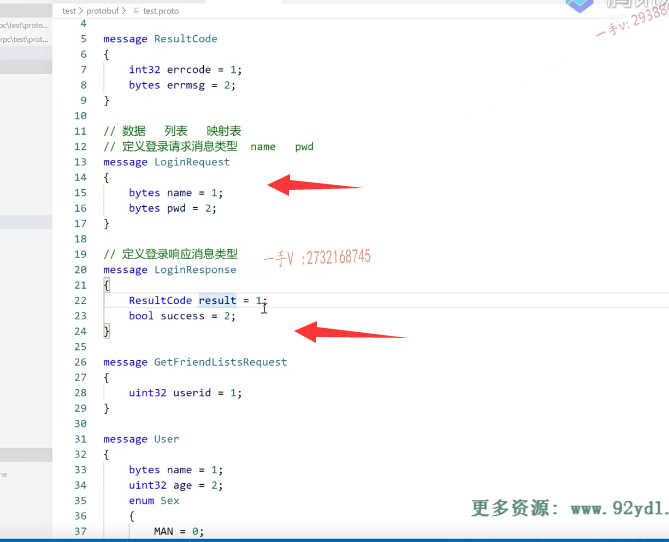 test > protobuf > test.proto
pc\test\proto...
rpc\test\prot...
4
5 message ResultCode
6 {
7 int32 errcode = 1;
8 bytes errmsg = 2;
9 }
10
11 // 数据 列表 映射表
12 // 定义登录请求消息类型 name pwd
13 message LoginRequest
14 {
15 bytes name = 1;
16 bytes pwd = 2;
17 }
18
19 // 定义登录响应消息类型
一手V :2732168745
20 message LoginResponse
21 {
22 ResultCode result = 1;
23 bool success = 2;
24 }
25
26 message GetFriendListsRequest
27 {
28 uint32 userid = 1;
29 }
30
31 message User
32 {
33 bytes name = 1;
34 uint32 age = 2;
35 enum Sex
36 {
37 MAN = 0;
更多资源: www.92yd1.